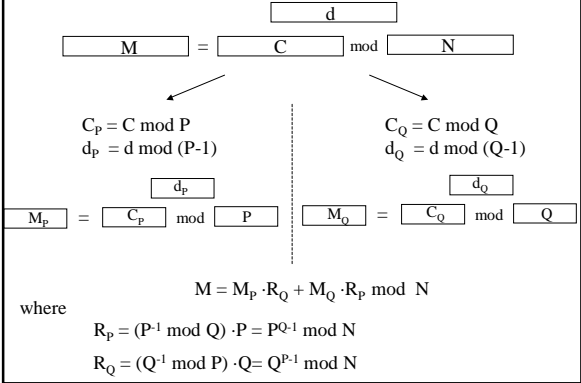 d
M = C mod N
C_P = C mod P
d_P = d mod (P-1)
C_Q = C mod Q
d_Q = d mod (Q-1)
d_P
M_P = C_P mod P
d_Q
M_Q = C_Q mod Q
M = M_P ·R_Q + M_Q ·R_P mod N
where
R_P = (P^-1 mod Q) ·P = P^Q-1 mod N
R_Q = (Q^-1 mod P) ·Q= Q^P-1 mod N